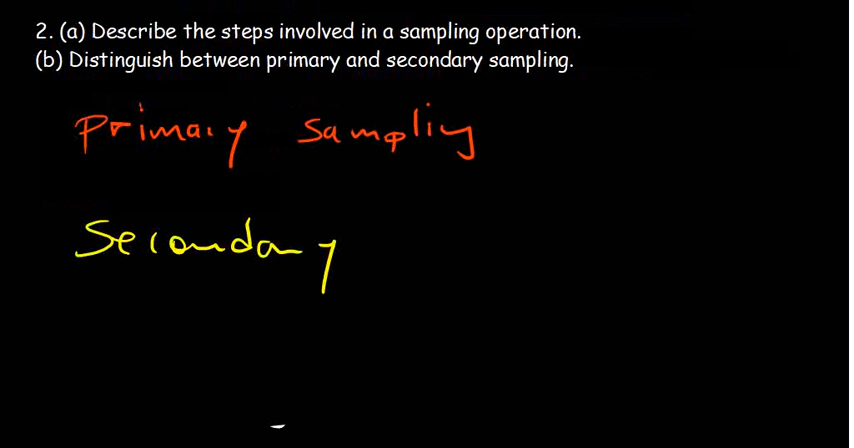 2. (a) Describe the steps involved in a sampling operation.
(b) Distinguish between primary and secondary sampling.
Primary sampling
Secondary